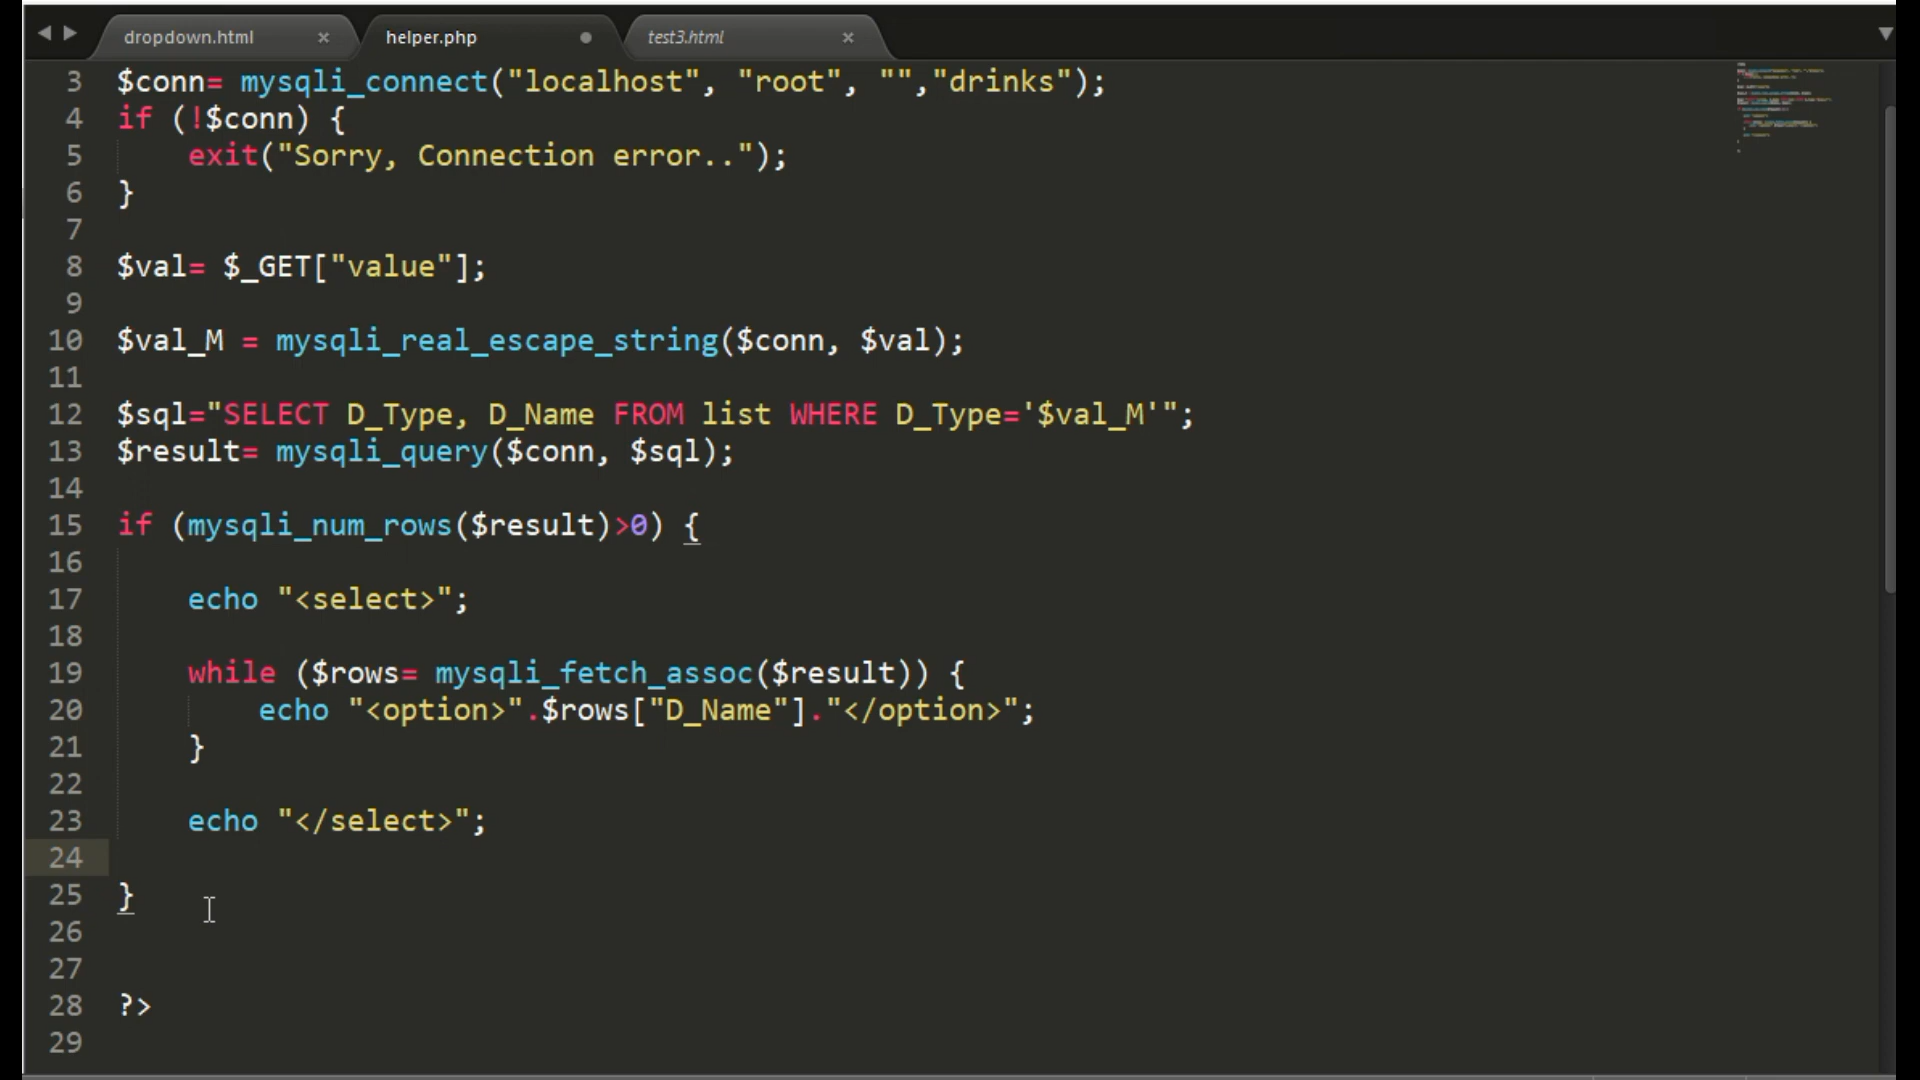 dropdown.html × helper.php test3.html ×
3 $conn= mysqli_connect("localhost", "root", "","drinks");
4 if (!$conn) {
5 exit("Sorry, Connection error..");
6 }
7
8 $val= $_GET["value"];
9
10 $val_M = mysqli_real_escape_string($conn, $val);
11
12 $sql="SELECT D_Type, D_Name FROM list WHERE D_Type='$val_M'";
13 $result= mysqli_query($conn, $sql);
14
15 if (mysqli_num_rows($result)>0) {
16
17 echo "<select>";
18
19 while ($rows= mysqli_fetch_assoc($result)) {
20 echo "<option>".$rows["D_Name"]."</option>";
21 }
22
23 echo "</select>";
24
25 }
26
27
28 ?>
29